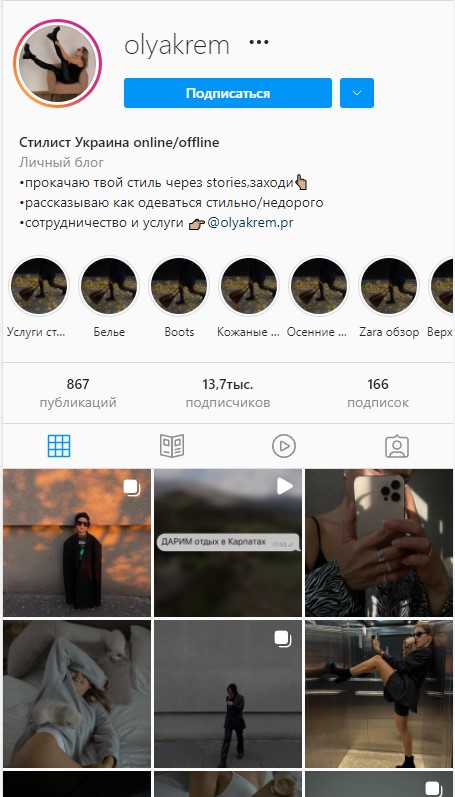 olyakrem •••
Подписаться
Стилист Украина online/offline
Личный блог
•прокачаю твой стиль через stories,заходи👆🏽
•рассказываю как одеваться стильно/недорого
•сотрудничество и услуги 👉🏽@olyakrem.pr
Услуги ст... Белье Boots Кожаные ... Осенние ... Zara обзор Верх
867 13,7тыс. 166
публикаций подписчиков подписок
ДАРИМ отдых в Карпатах 17:03